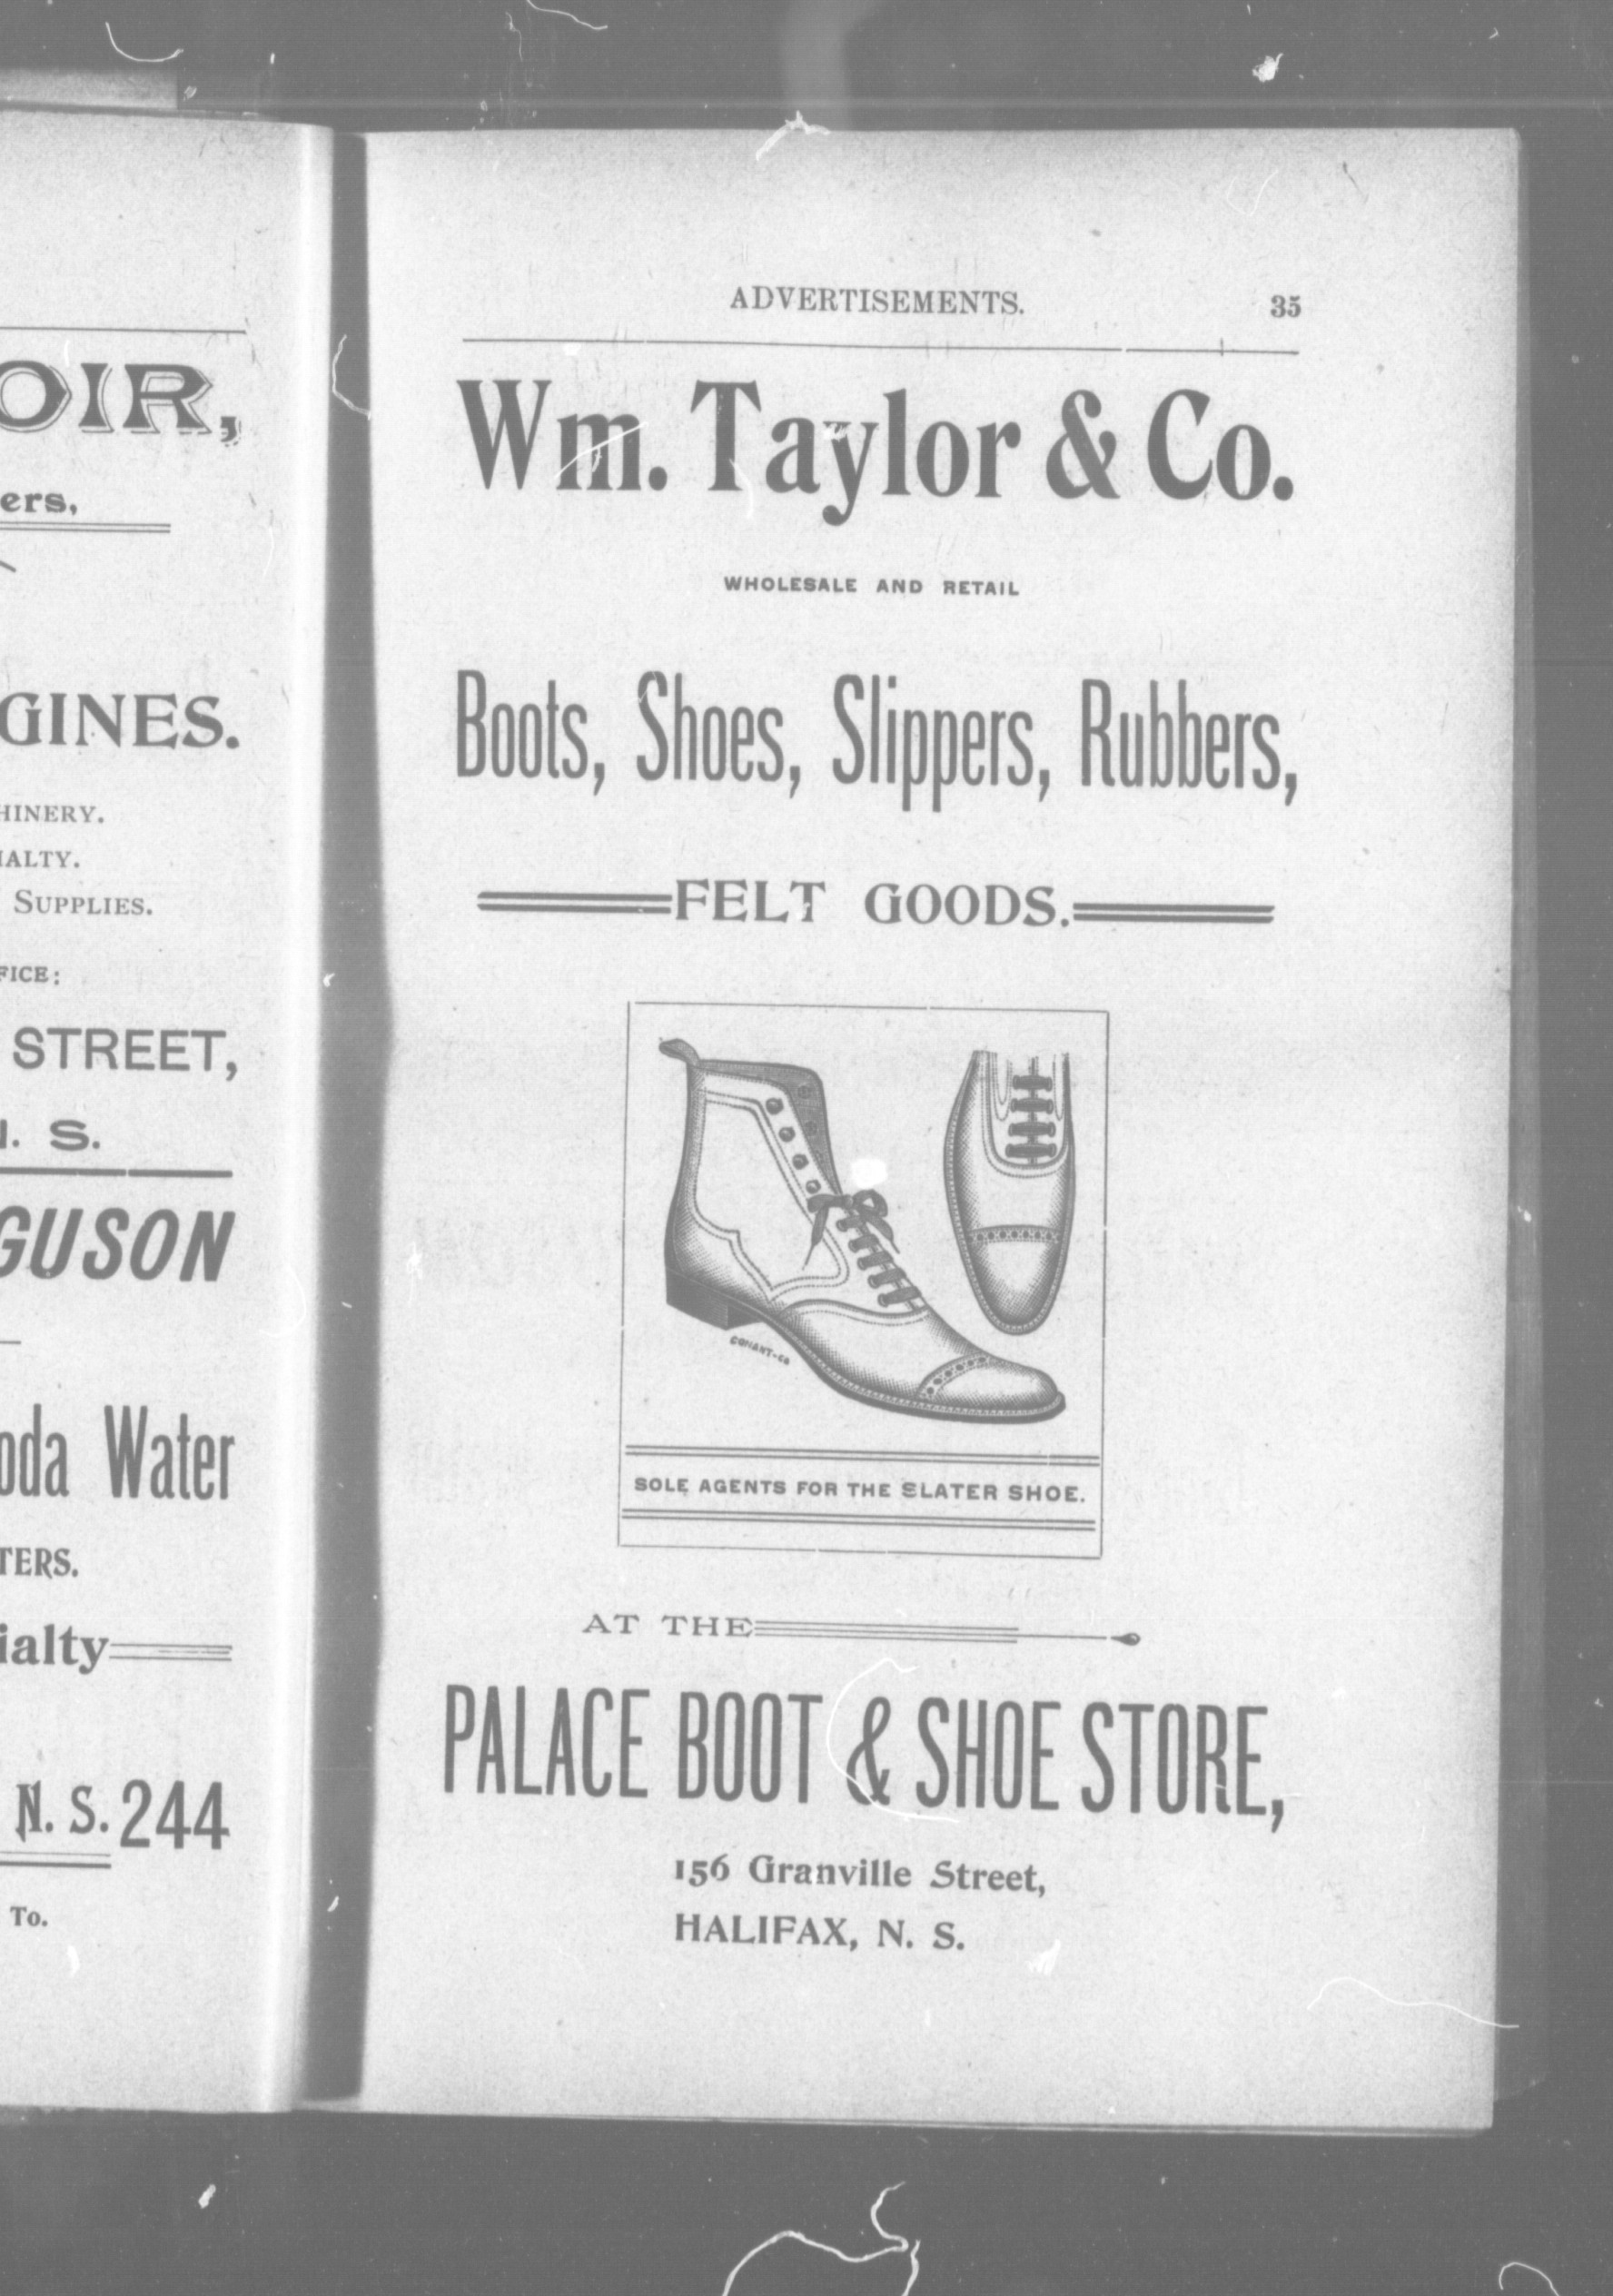 OIR,
ers,
GINES.
HINERY.
IALTY.
SUPPLIES.
FICE:
STREET,
N. S.
GUSON
oda Water
TERS.
ialty
N. S. 244
To.
ADVERTISEMENTS. 35
Wm. Taylor & Co.
WHOLESALE AND RETAIL
Boots, Shoes, Slippers, Rubbers,
FELT GOODS.
CONANT-CO
SOLE AGENTS FOR THE SLATER SHOE.
AT THE
PALACE BOOT & SHOE STORE,
156 Granville Street,
HALIFAX, N. S.